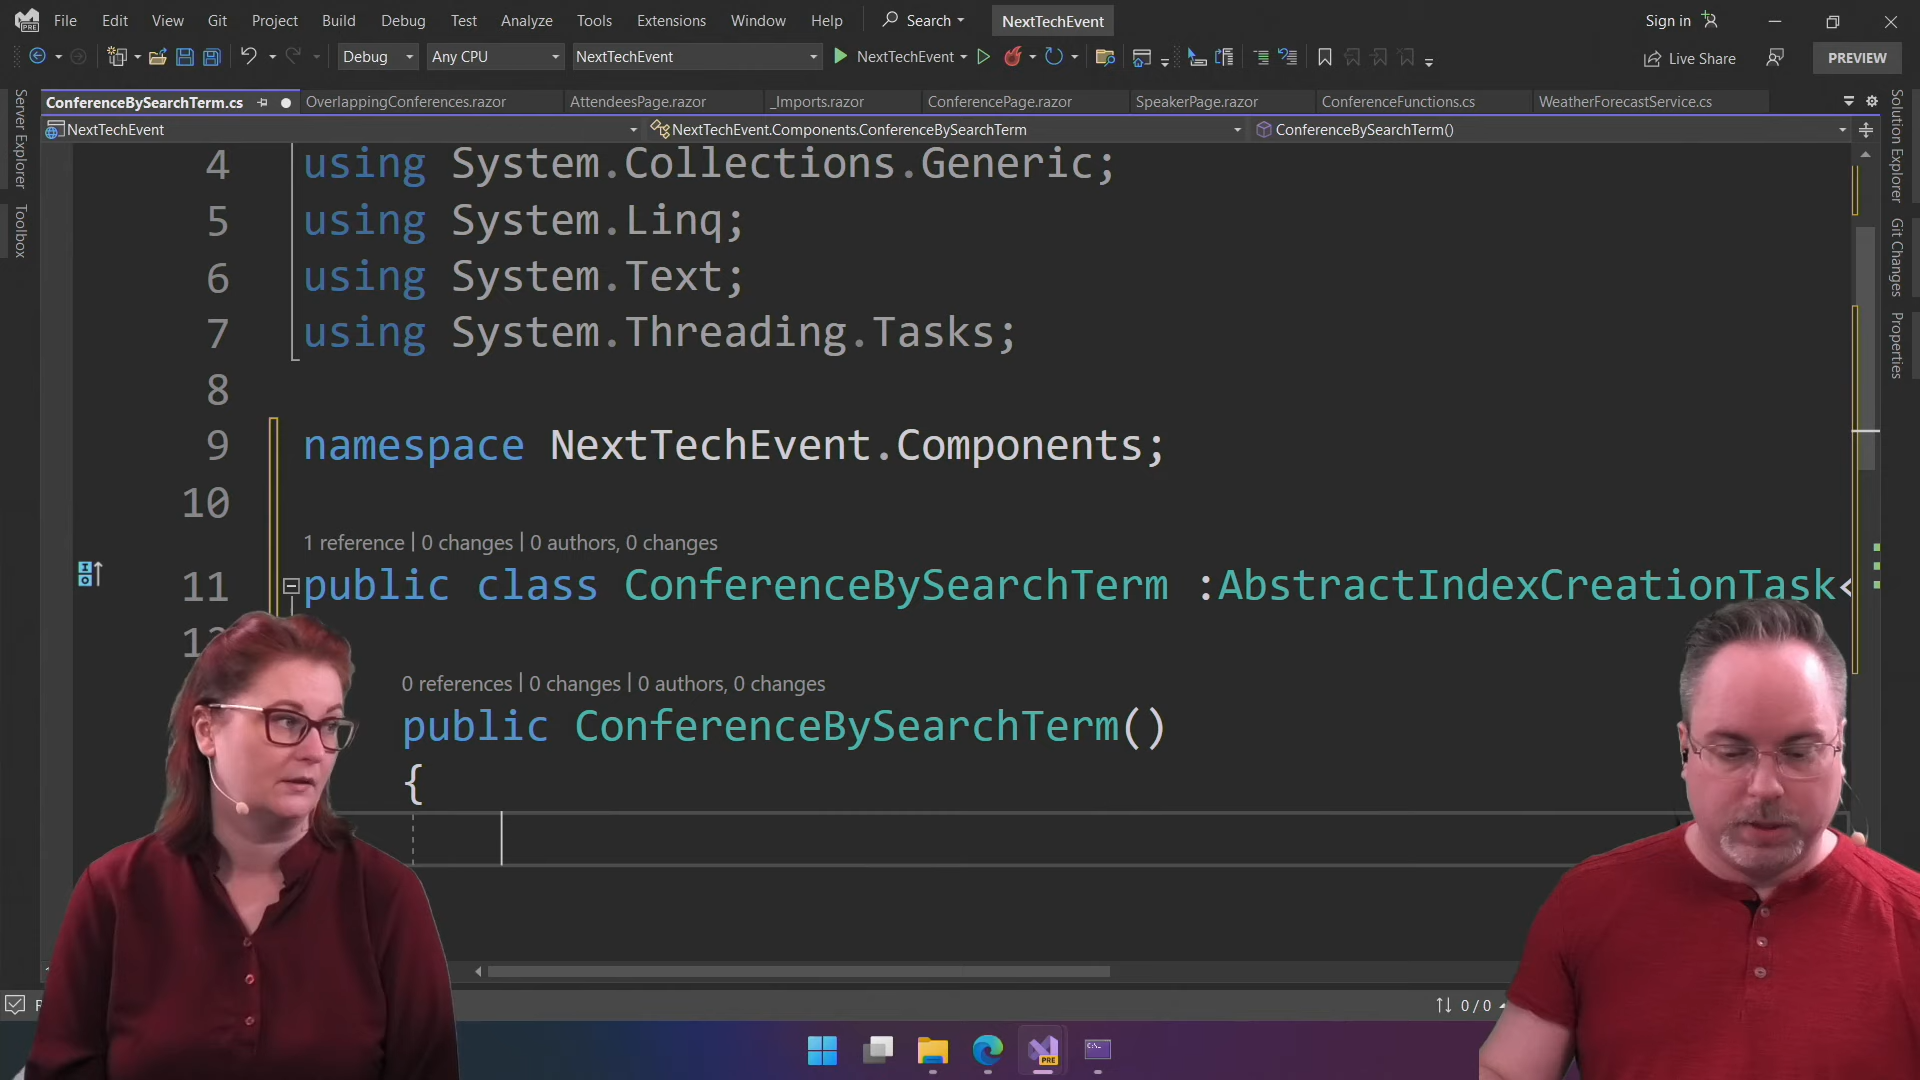 File Edit View Git Project Build Debug Test Analyze Tools Extensions Window Help Search NextTechEvent Sign in
Debug Any CPU NextTechEvent NextTechEvent Live Share PREVIEW
ConferenceBySearchTerm.cs OverlappingConferences.razor AttendeesPage.razor _Imports.razor ConferencePage.razor SpeakerPage.razor ConferenceFunctions.cs WeatherForecastService.cs
NextTechEvent NextTechEvent.Components.ConferenceBySearchTerm ConferenceBySearchTerm()
Server Explorer
Toolbox
Solution Explorer
Git Changes
Properties
4 using System.Collections.Generic;
5 using System.Linq;
6 using System.Text;
7 using System.Threading.Tasks;
8
9 namespace NextTechEvent.Components;
10
1 reference | 0 changes | 0 authors, 0 changes
11 public class ConferenceBySearchTerm :AbstractIndexCreationTask<
0 references | 0 changes | 0 authors, 0 changes
public ConferenceBySearchTerm()
{
0 / 0
PRE
PRE
C:\_